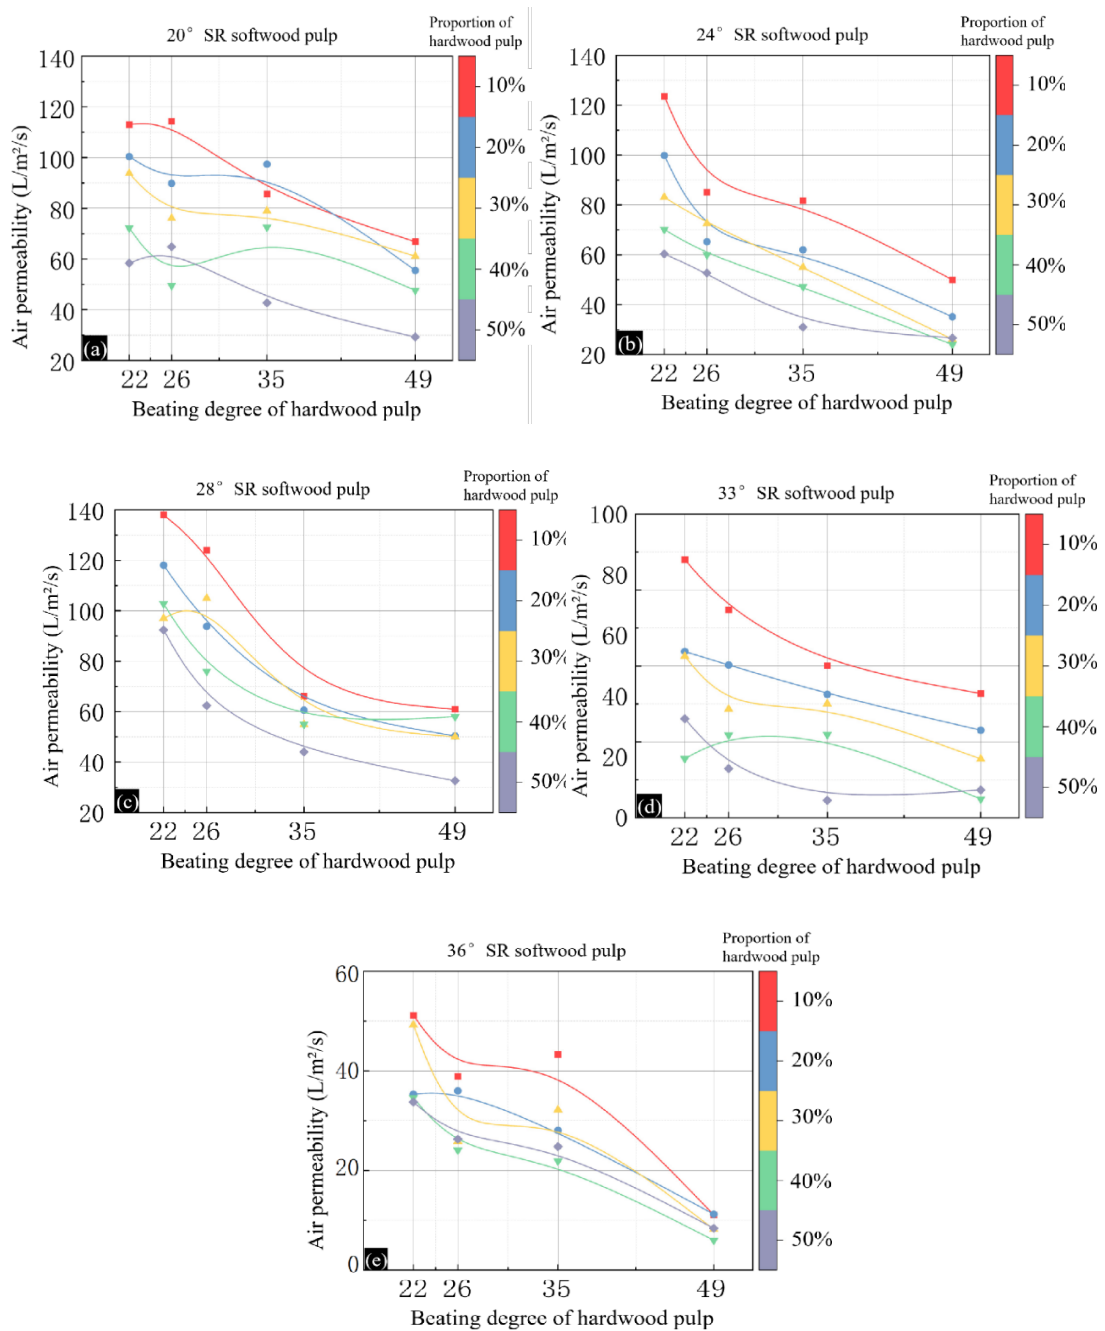 20° SR softwood pulp
Proportion of
hardwood pulp
140
120
100
80
60
40
20
Air permeability (L/m²/s)
(a)
22
26
35
49
Beating degree of hardwood pulp
10%
20%
30%
40%
50%
24° SR softwood pulp
Proportion of
hardwood pulp
140
120
100
80
60
40
20
Air permeability (L/m²/s)
(b)
22
26
35
49
Beating degree of hardwood pulp
10%
20%
30%
40%
50%
28° SR softwood pulp
Proportion of
hardwood pulp
140
120
100
80
60
40
20
Air permeability (L/m²/s)
(c)
22
26
35
49
Beating degree of hardwood pulp
10%
20%
30%
40%
50%
33° SR softwood pulp
Proportion of
hardwood pulp
100
80
60
40
20
0
Air permeability (L/m²/s)
(d)
22
26
35
49
Beating degree of hardwood pulp
10%
20%
30%
40%
50%
36° SR softwood pulp
Proportion of
hardwood pulp
60
40
20
0
Air permeability (L/m²/s)
(e)
22
26
35
49
Beating degree of hardwood pulp
10%
20%
30%
40%
50%